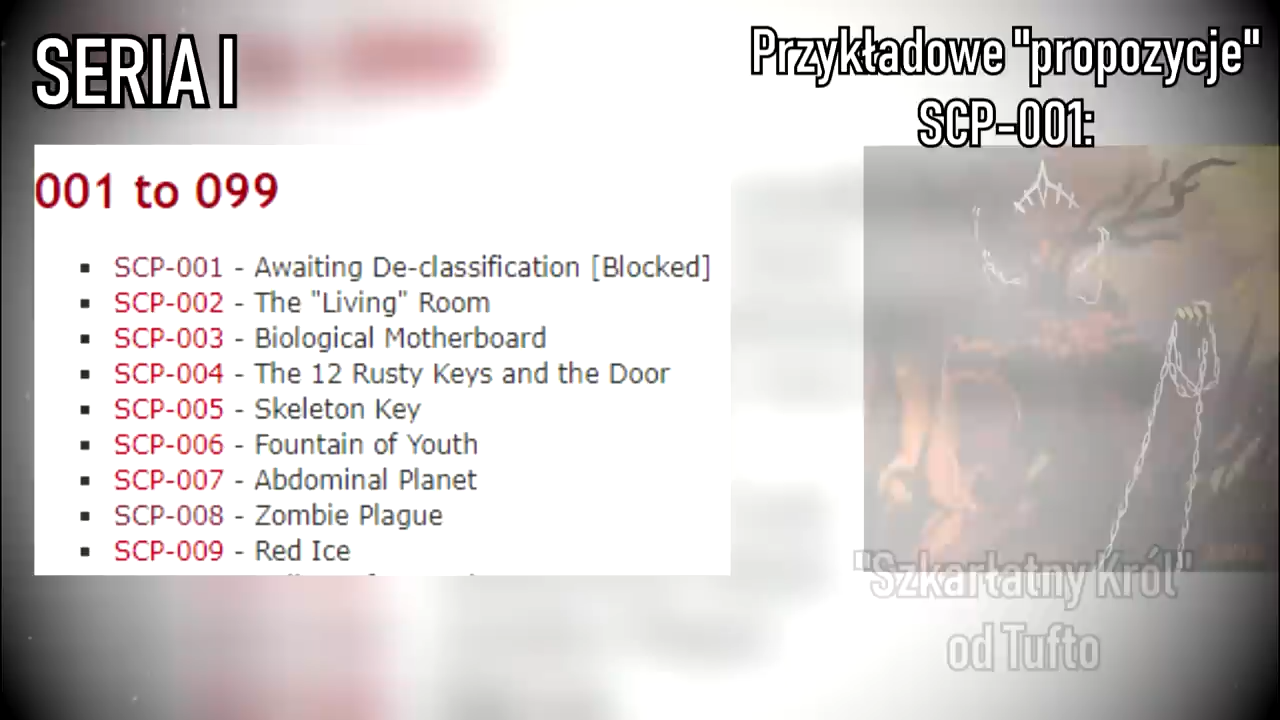 SERIA I
001 to 099
SCP-001 - Awaiting De-classification [Blocked]
SCP-002 - The "Living" Room
SCP-003 - Biological Motherboard
SCP-004 - The 12 Rusty Keys and the Door
SCP-005 - Skeleton Key
SCP-006 - Fountain of Youth
SCP-007 - Abdominal Planet
SCP-008 - Zombie Plague
SCP-009 - Red Ice
Przykładowe "propozycje"
SCP-001:
"Szkarłatny Król"
od Tufto